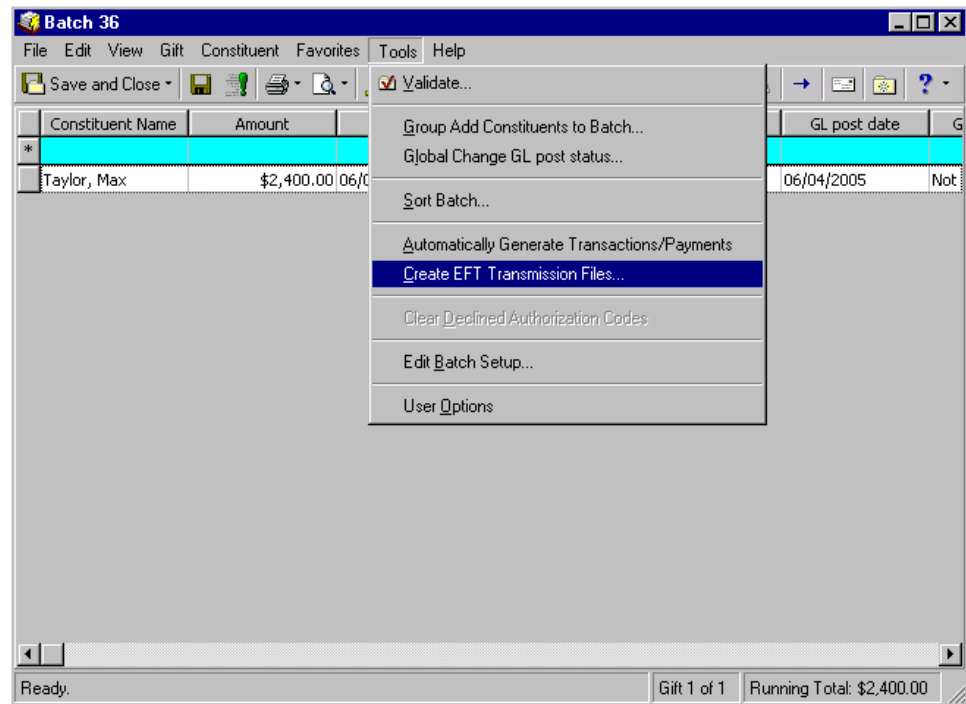 Batch 36
File Edit View Gift Constituent Favorites Tools Help
Save and Close
Validate...
Group Add Constituents to Batch...
Global Change GL post status...
Sort Batch...
Automatically Generate Transactions/Payments
Create EFT Transmission Files...
Clear Declined Authorization Codes
Edit Batch Setup...
User Options
Constituent Name Amount GL post date G
*
Taylor, Max $2,400.00 06/0 06/04/2005 Not
Ready. Gift 1 of 1 Running Total: $2,400.00